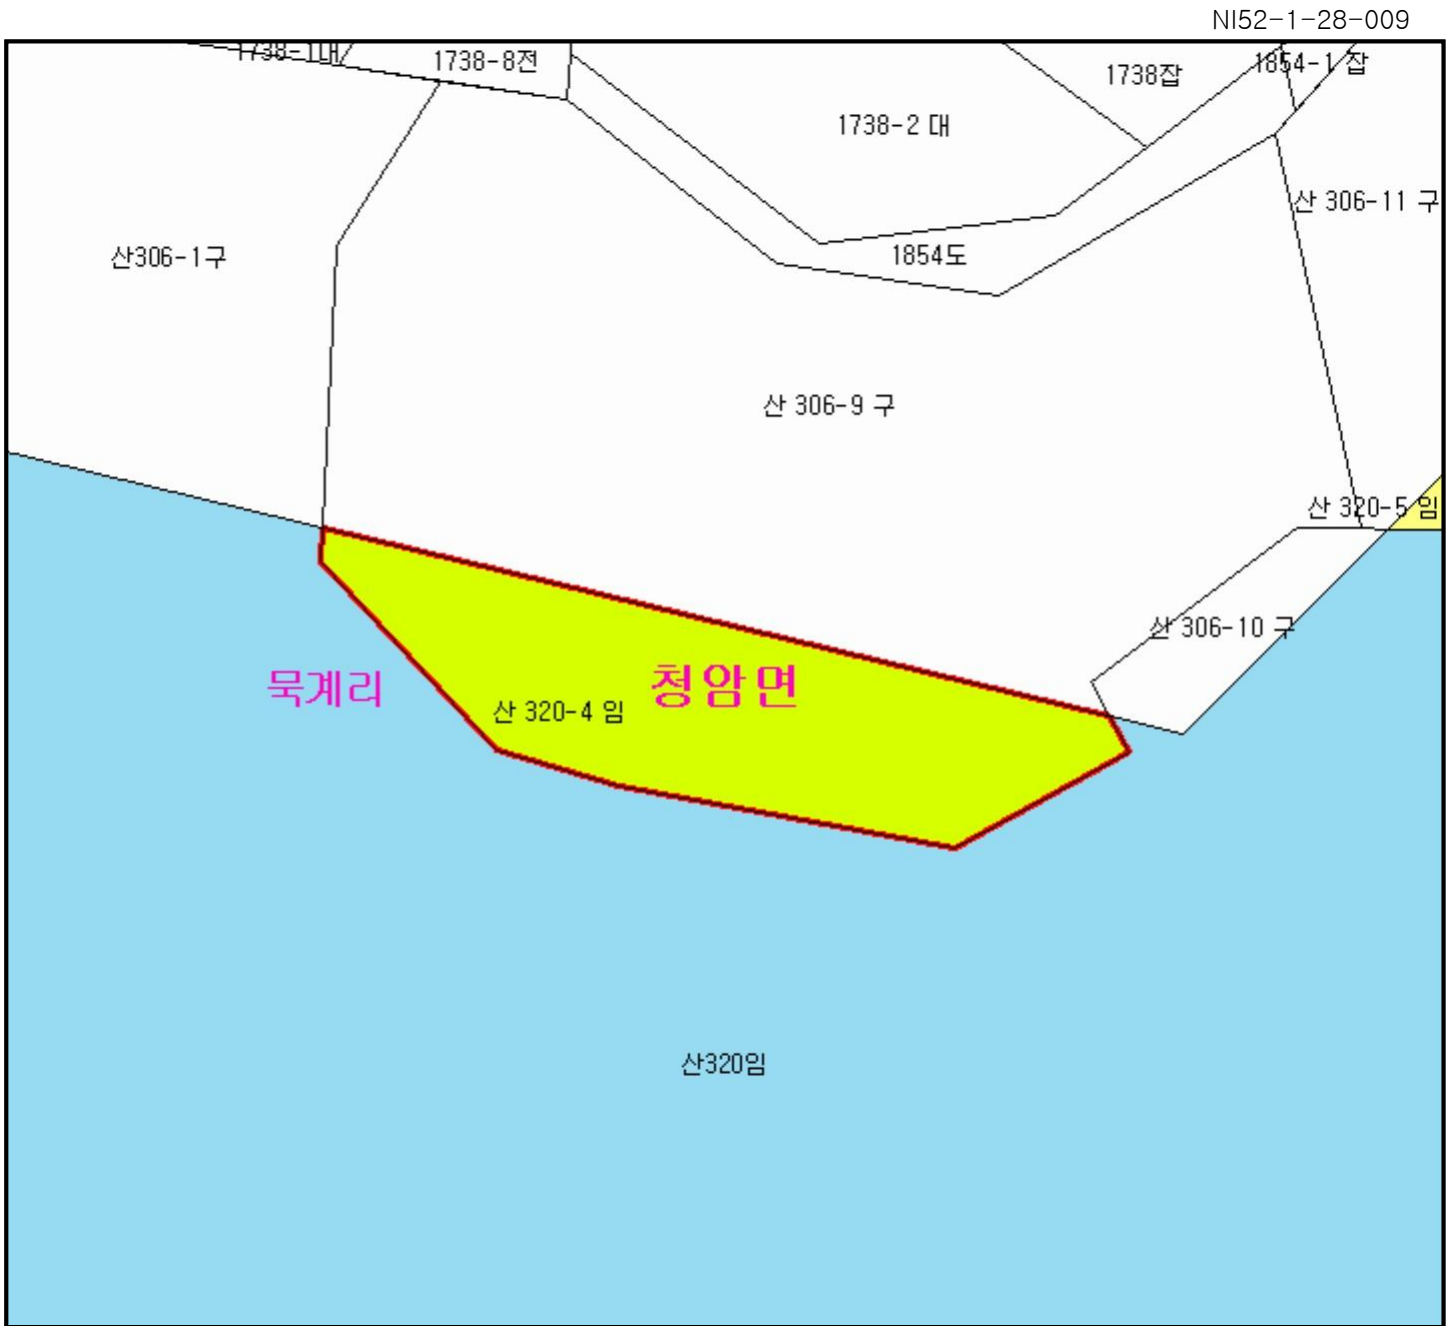 NI52-1-28-009
1738-1대
1738-8전
1738잡
1854-1 잡
1738-2 대
산 306-11 구
산306-1구
1854도
산 306-9 구
산 320-5 임
산 306-10 구
묵계리
청암면
산 320-4 임
산320임